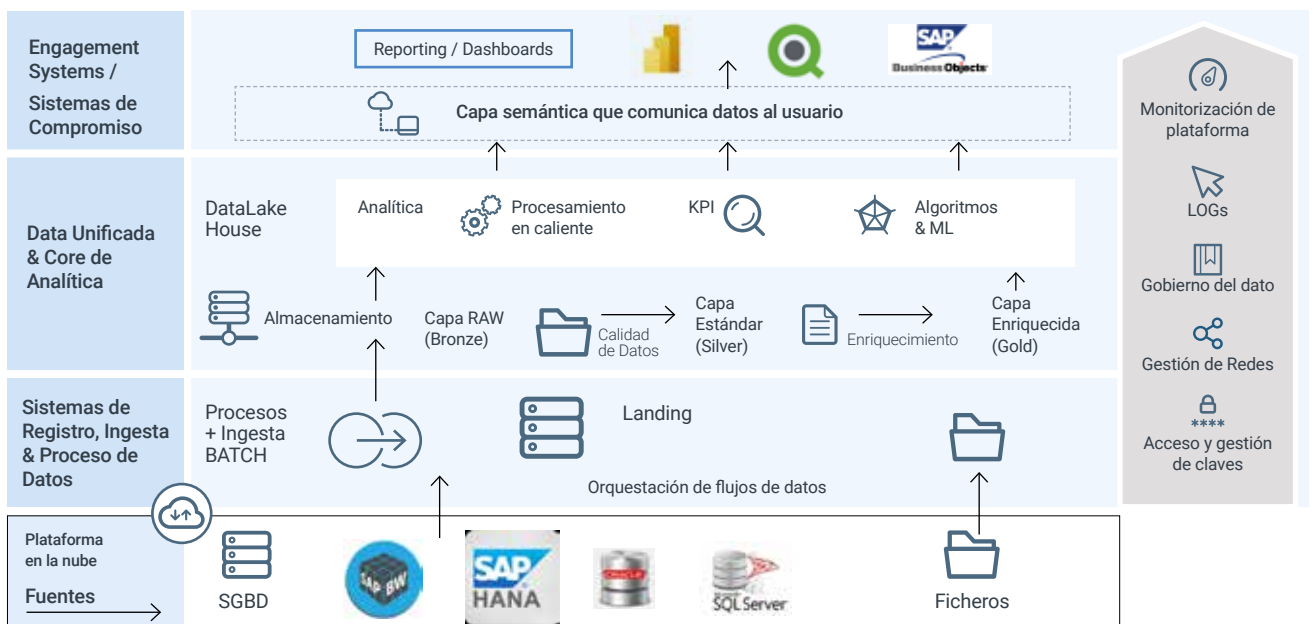 Engagement
Systems /
Sistemas de
Compromiso
Reporting / Dashboards
SAP
BusinessObjects
Capa semántica que comunica datos al usuario
Data Unificada
& Core de
Analítica
DataLake
House
Analítica
Procesamiento
en caliente
KPI
Algoritmos
& ML
Almacenamiento
Capa RAW
(Bronze)
Calidad
de Datos
Capa
Estándar
(Silver)
Enriquecimiento
Capa
Enriquecida
(Gold)
Sistemas de
Registro, Ingesta
& Proceso de
Datos
Procesos
+ Ingesta
BATCH
Landing
Orquestación de flujos de datos
Plataforma
en la nube
Fuentes
SGBD
SAP BW
SAP
HANA
ORACLE
SQL Server
Ficheros
Monitorización de
plataforma
LOGs
Gobierno del dato
Gestión de Redes
****
Acceso y gestión
de claves